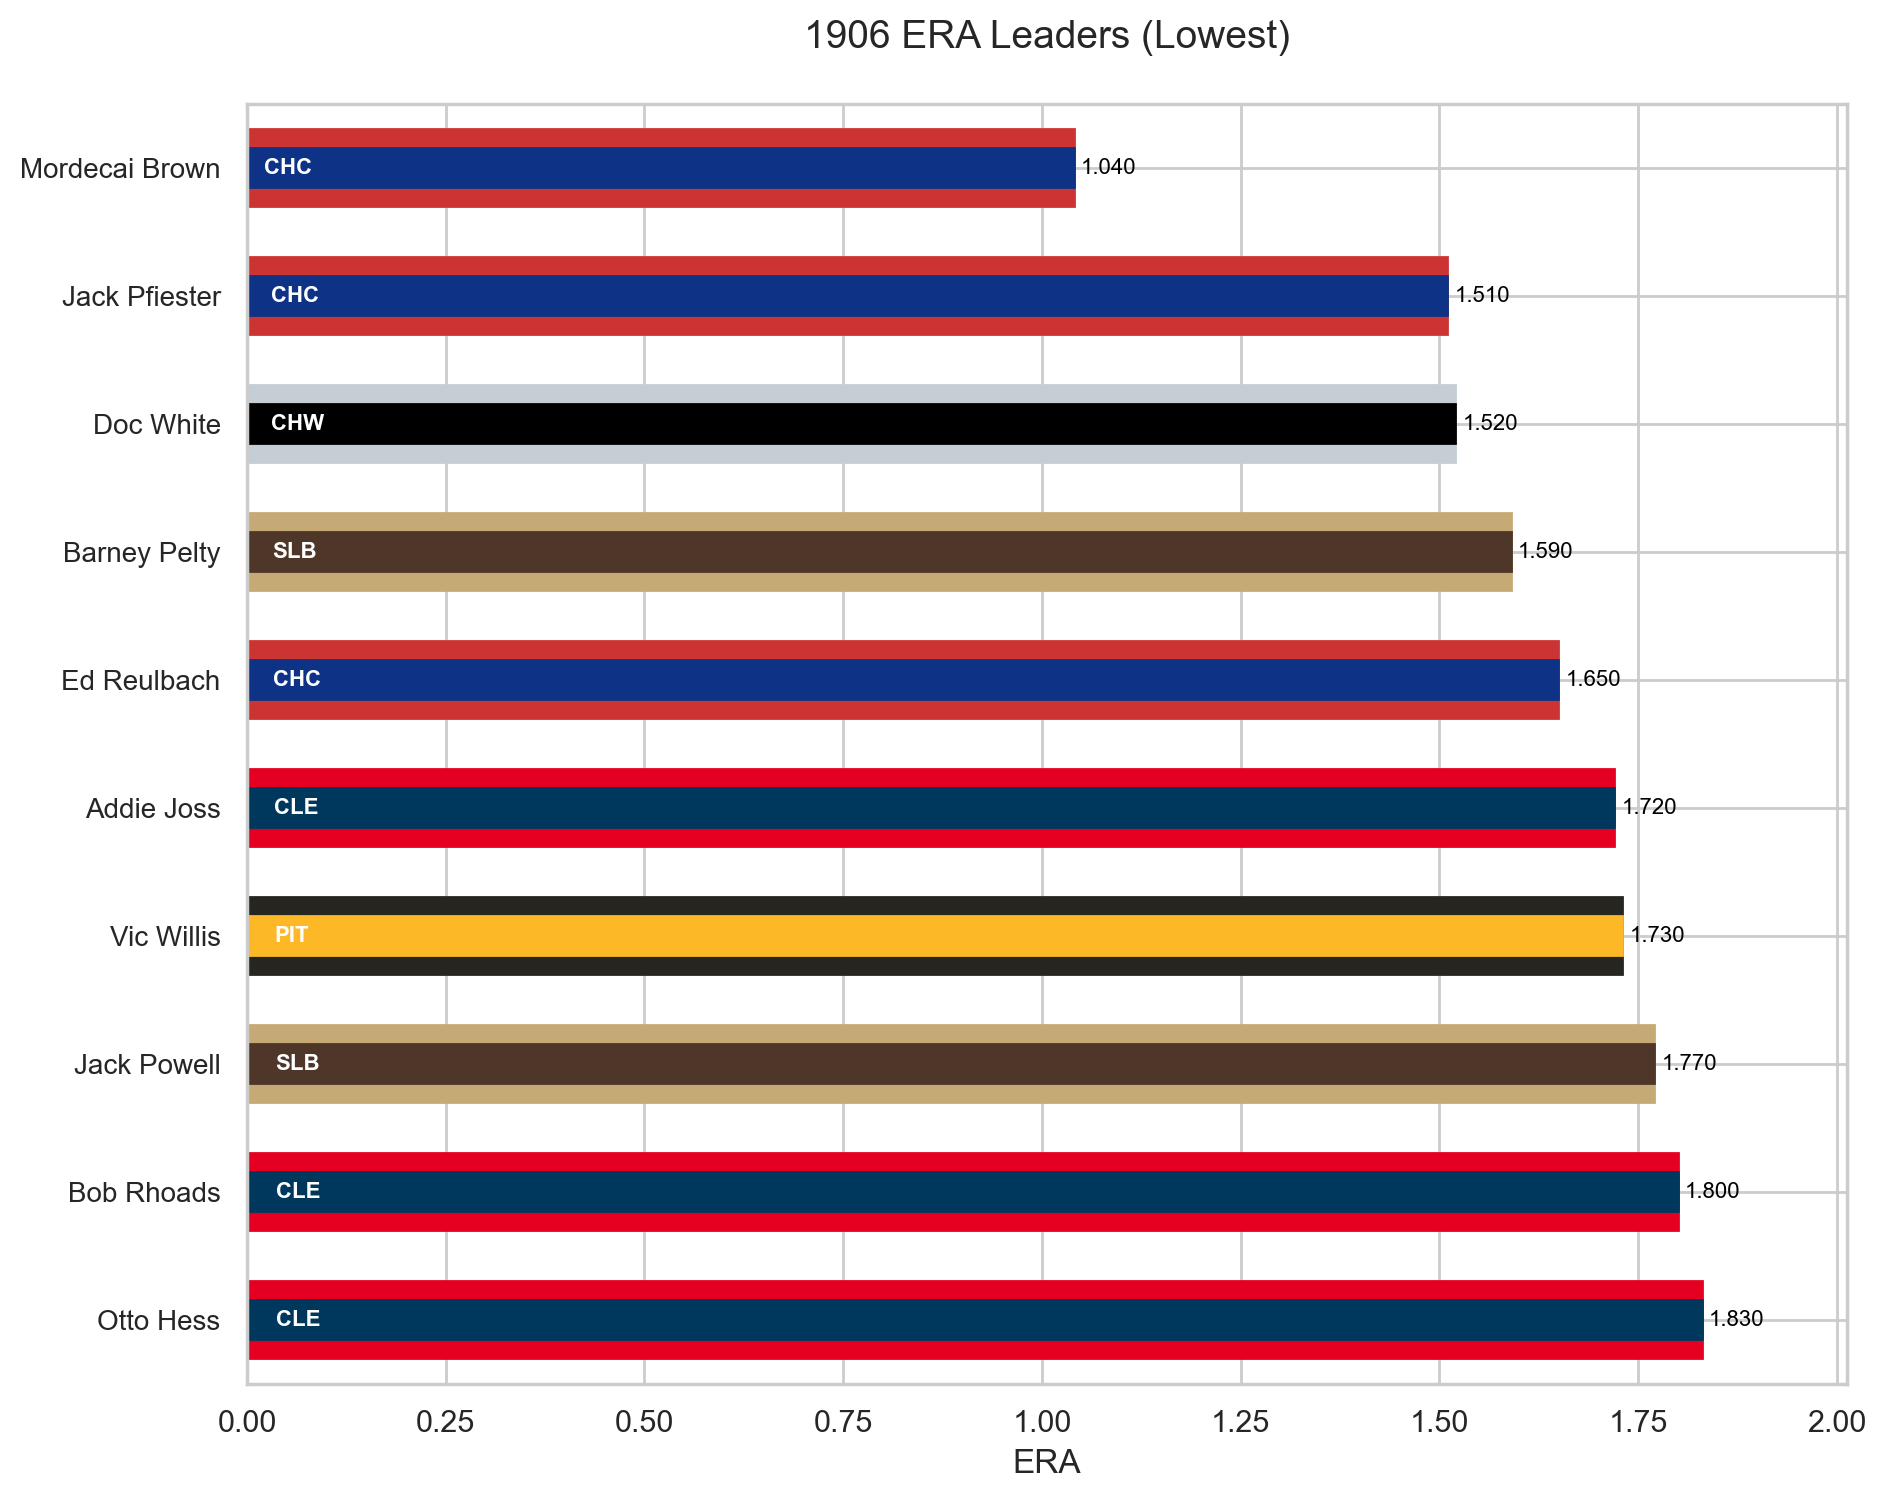 1906 ERA Leaders (Lowest)
Mordecai Brown CHC 1.040
Jack Pfiester CHC 1.510
Doc White CHW 1.520
Barney Pelty SLB 1.590
Ed Reulbach CHC 1.650
Addie Joss CLE 1.720
Vic Willis PIT 1.730
Jack Powell SLB 1.770
Bob Rhoads CLE 1.800
Otto Hess CLE 1.830
0.00 0.25 0.50 0.75 1.00 1.25 1.50 1.75 2.00
ERA